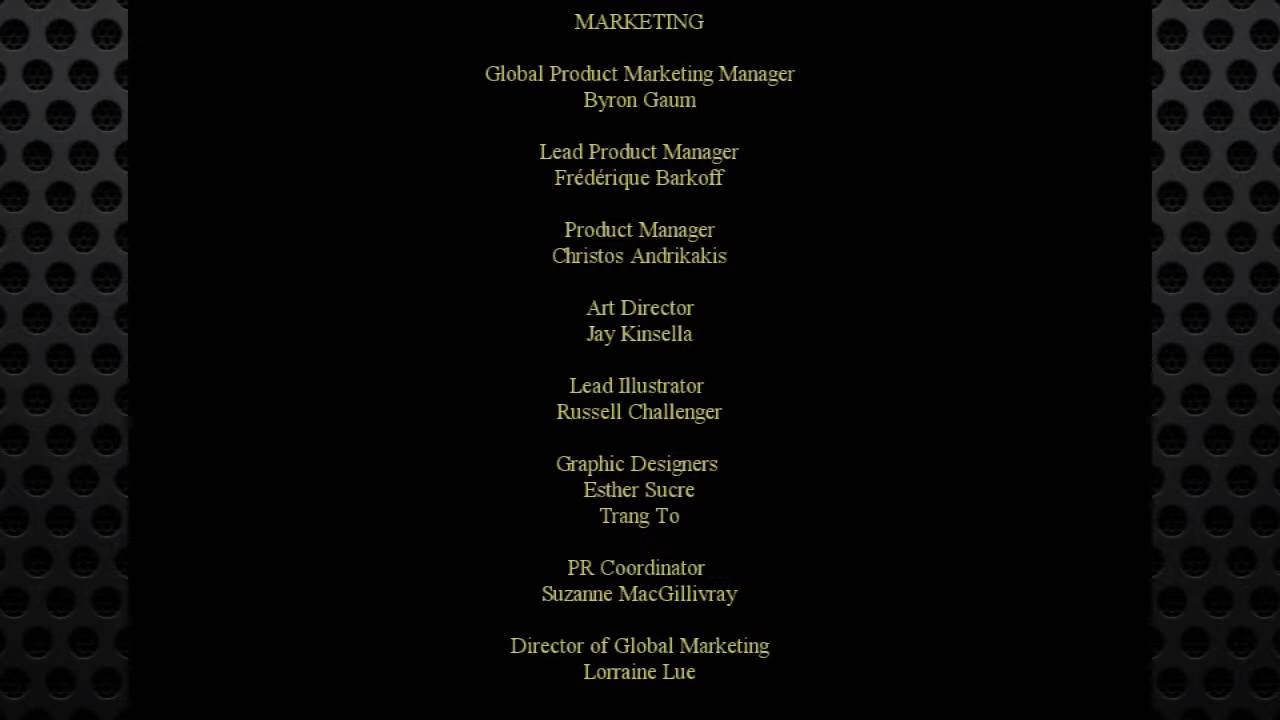 MARKETING
Global Product Marketing Manager
Byron Gaum
Lead Product Manager
Frédérique Barkoff
Product Manager
Christos Andrikakis
Art Director
Jay Kinsella
Lead Illustrator
Russell Challenger
Graphic Designers
Esther Sucre
Trang To
PR Coordinator
Suzanne MacGillivray
Director of Global Marketing
Lorraine Lue